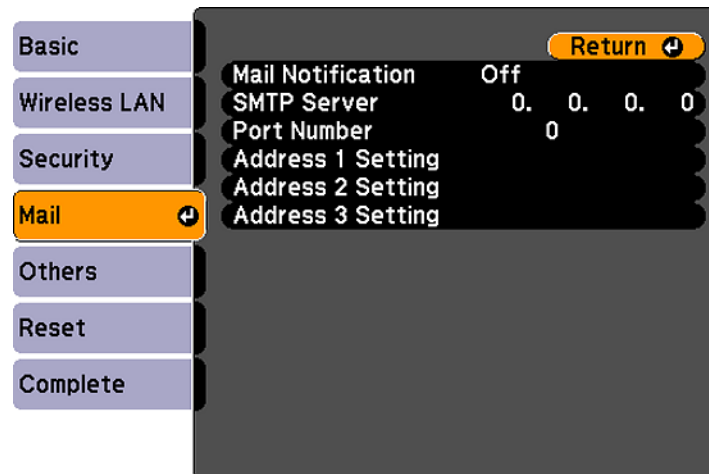 Basic
Wireless LAN
Security
Mail
Others
Reset
Complete
Return
Mail Notification Off
SMTP Server 0. 0. 0. 0
Port Number 0
Address 1 Setting
Address 2 Setting
Address 3 Setting